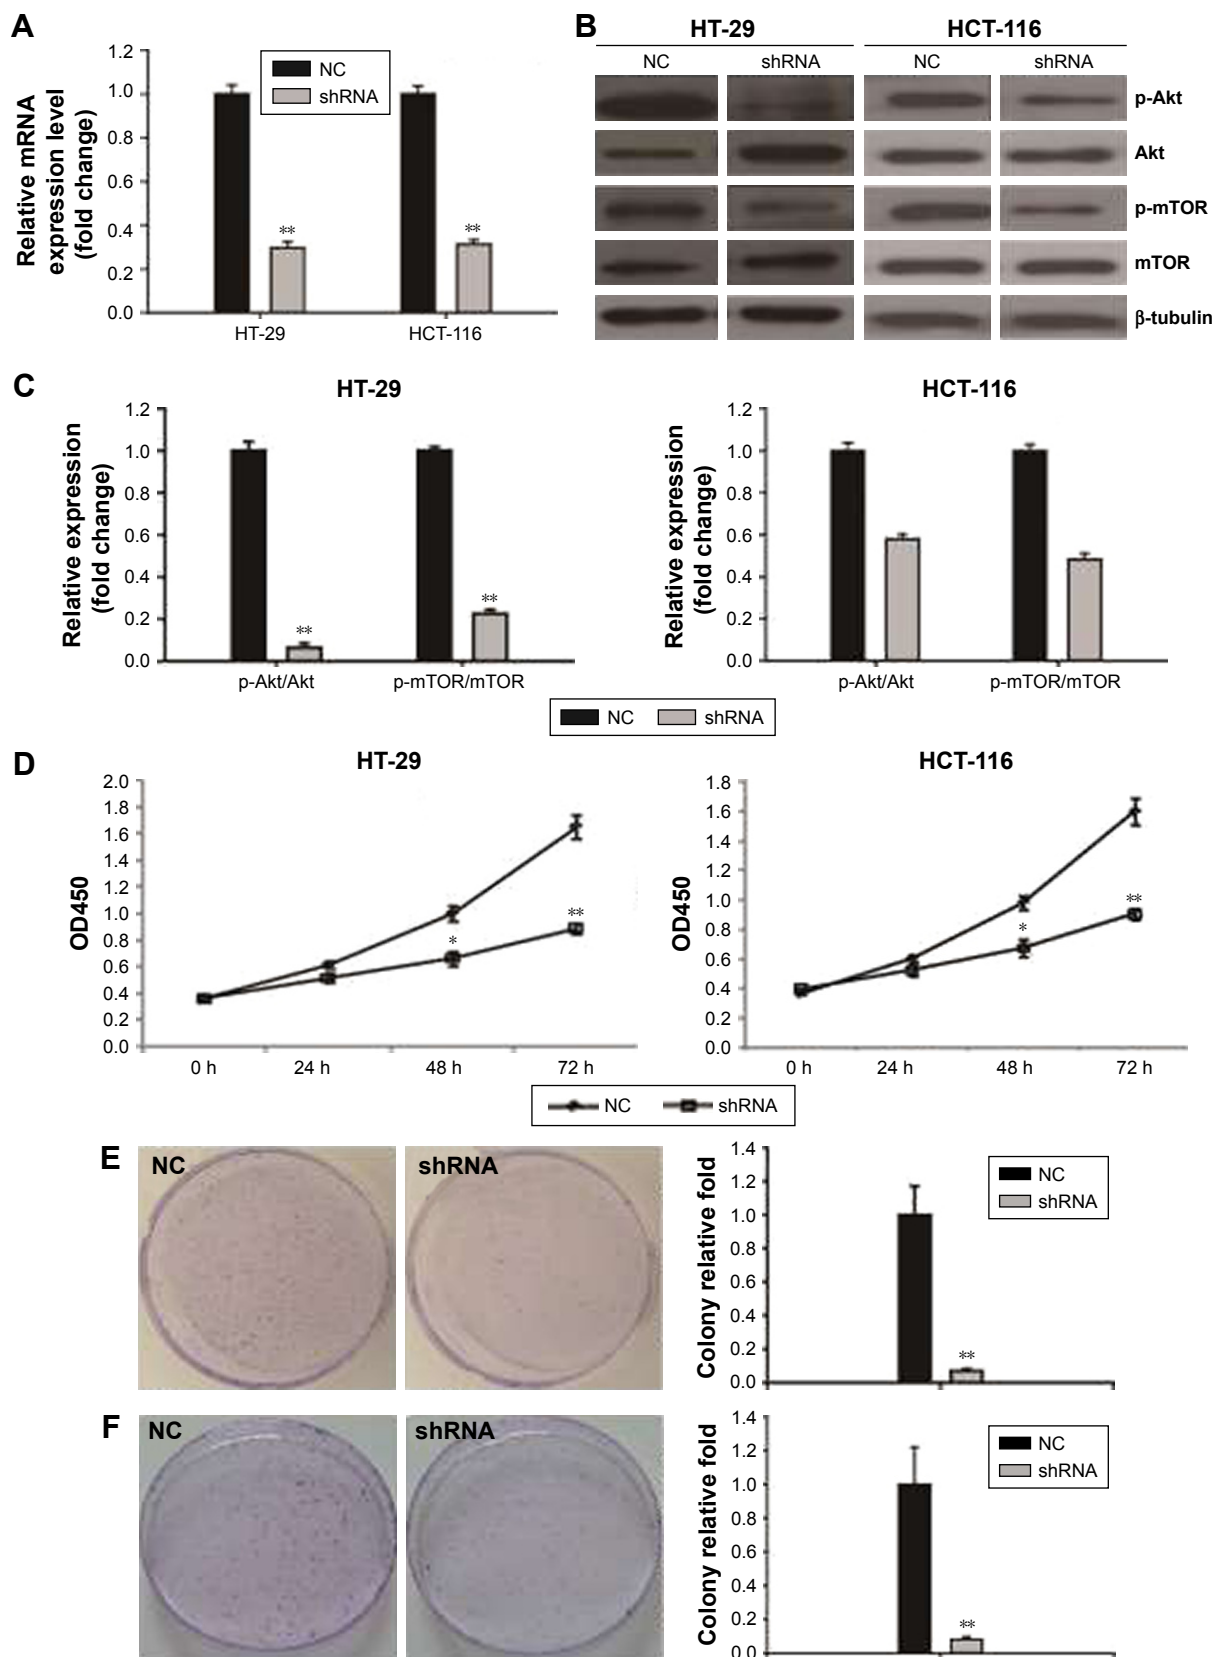 A
Relative mRNA
expression level
(fold change)
1.2
1.0
0.8
0.6
0.4
0.2
0.0
NC
shRNA
**
**
HT-29
HCT-116
B
HT-29
HCT-116
NC
shRNA
NC
shRNA
p-Akt
Akt
p-mTOR
mTOR
β-tubulin
C
HT-29
Relative expression
(fold change)
1.2
1.0
0.8
0.6
0.4
0.2
0.0
**
**
p-Akt/Akt
p-mTOR/mTOR
HCT-116
Relative expression
(fold change)
1.2
1.0
0.8
0.6
0.4
0.2
0.0
p-Akt/Akt
p-mTOR/mTOR
NC
shRNA
D
HT-29
OD450
2.0
1.8
1.6
1.4
1.2
1.0
0.8
0.6
0.4
0.2
0.0
*
**
0 h
24 h
48 h
72 h
HCT-116
OD450
1.8
1.6
1.4
1.2
1.0
0.8
0.6
0.4
0.2
0.0
*
**
0 h
24 h
48 h
72 h
NC
shRNA
E
NC
shRNA
Colony relative fold
1.4
1.2
1.0
0.8
0.6
0.4
0.2
0.0
NC
shRNA
**
F
NC
shRNA
Colony relative fold
1.4
1.2
1.0
0.8
0.6
0.4
0.2
0.0
NC
shRNA
**